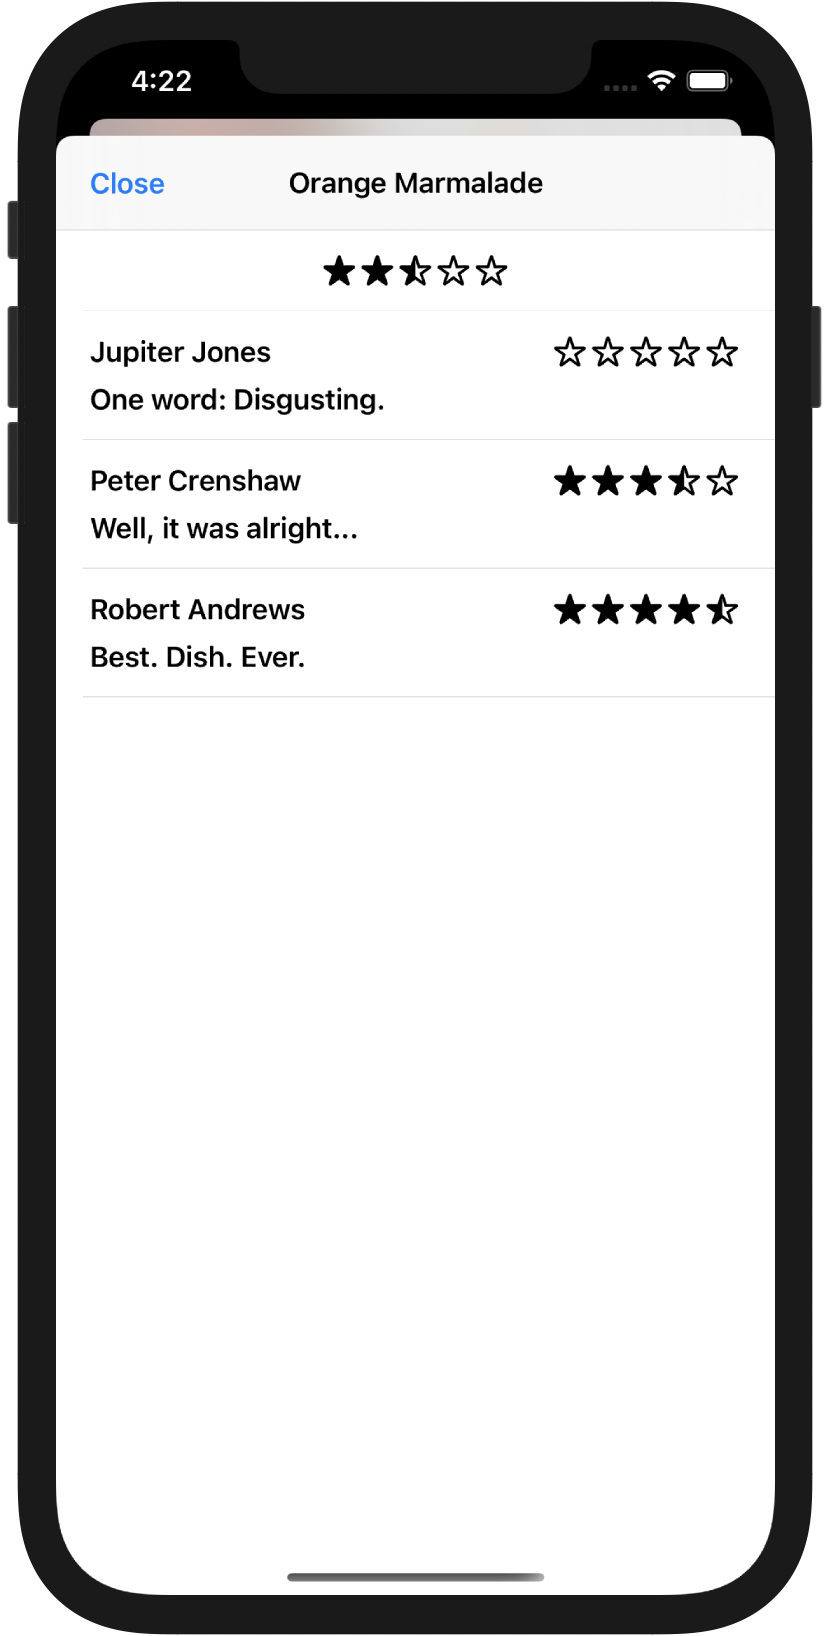 4:22
Close Orange Marmalade
Jupiter Jones
One word: Disgusting.
Peter Crenshaw
Well, it was alright...
Robert Andrews
Best. Dish. Ever.